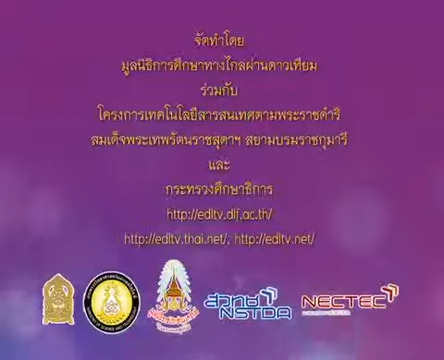 จัดทำโดย
มูลนิธิการศึกษาทางไกลผ่านดาวเทียม
ร่วมกับ
โครงการเทคโนโลยีสารสนเทศตามพระราชดำริ
สมเด็จพระเทพรัตนราชสุดาฯ สยามบรมราชกุมารี
และ
กระทรวงศึกษาธิการ
http://edltv.dlf.ac.th/
http://edltv.thai.net/, http://edltv.net/
สวทช
NSTDA
NECTEC